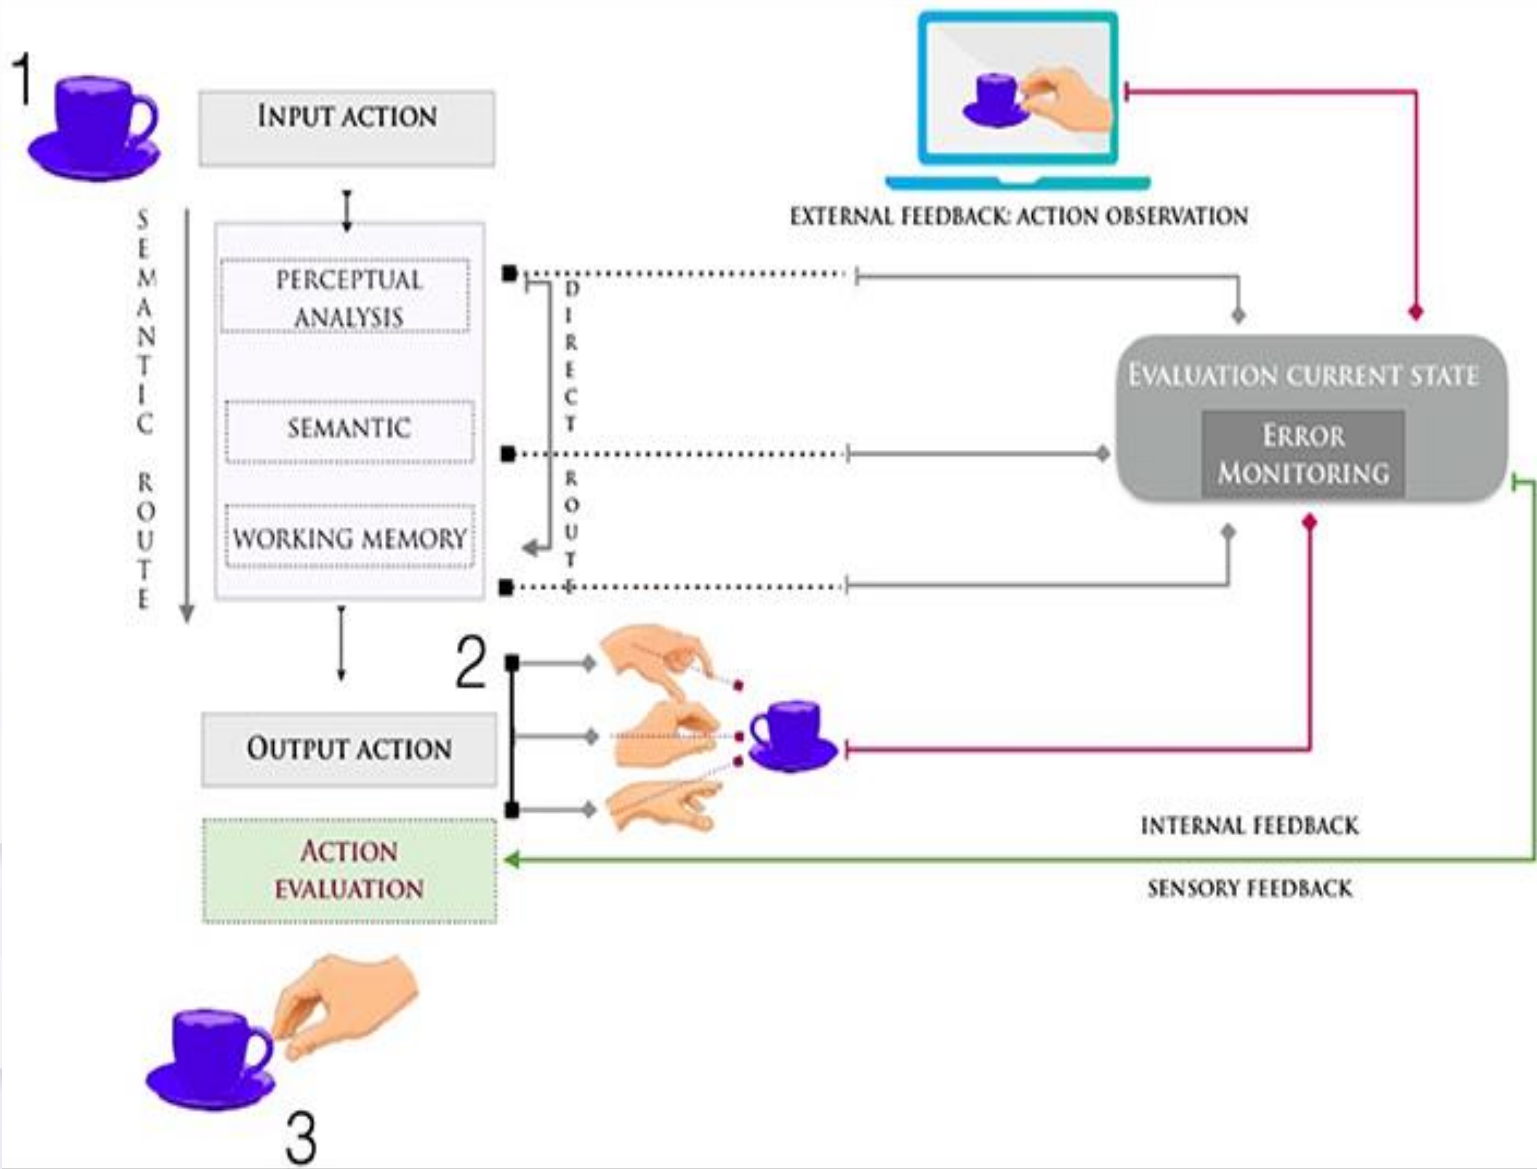 1
INPUT ACTION
EXTERNAL FEEDBACK: ACTION OBSERVATION
SEMANTIC ROUTE
PERCEPTUAL
ANALYSIS
SEMANTIC
WORKING MEMORY
DIRECT ROUTE
EVALUATION CURRENT STATE
ERROR
MONITORING
2
OUTPUT ACTION
ACTION
EVALUATION
INTERNAL FEEDBACK
SENSORY FEEDBACK
3